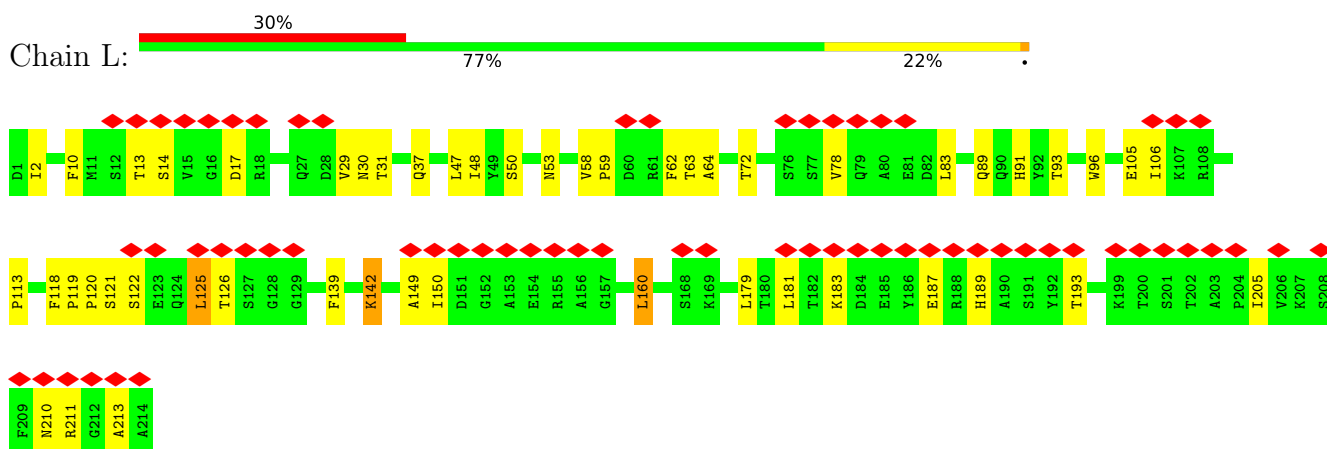 30%
Chain L:
77% 22% .
D1 I2 F10 M11 S12 T13 S14 V15 G16 D17 R18 Q27 D28 V29 N30 T31 Q37 L47 I48 Y49 S50 N53 V58 P59 D60 R61 F62 T63 A64 T72 S76 S77 V78 Q79 A80 E81 D82 L83 Q89 Q90 H91 Y92 T93 W96 E105 I106 K107 R108
P113 F118 P119 P120 S121 S122 E123 Q124 L125 T126 S127 G128 G129 F139 K142 A149 I150 D151 G152 A153 E154 R155 A156 G157 L160 S168 K169 L179 T180 L181 T182 K183 D184 E185 Y186 E187 R188 H189 A190 S191 Y192 T193 K199 T200 S201 T202 A203 P204 I205 V206 K207 S208
F209 N210 R211 G212 A213 A214